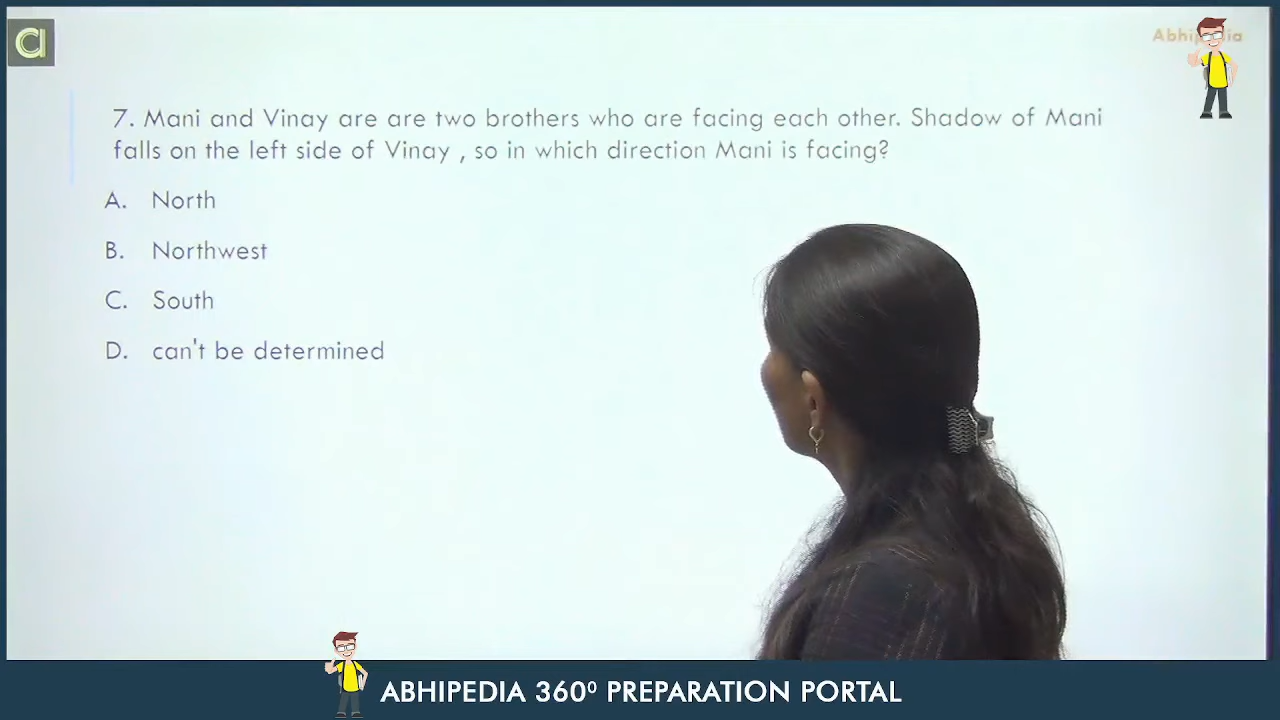 Abhipedia
7. Mani and Vinay are are two brothers who are facing each other. Shadow of Mani
falls on the left side of Vinay , so in which direction Mani is facing?
A. North
B. Northwest
C. South
D. can't be determined
ABHIPEDIA 360⁰ PREPARATION PORTAL